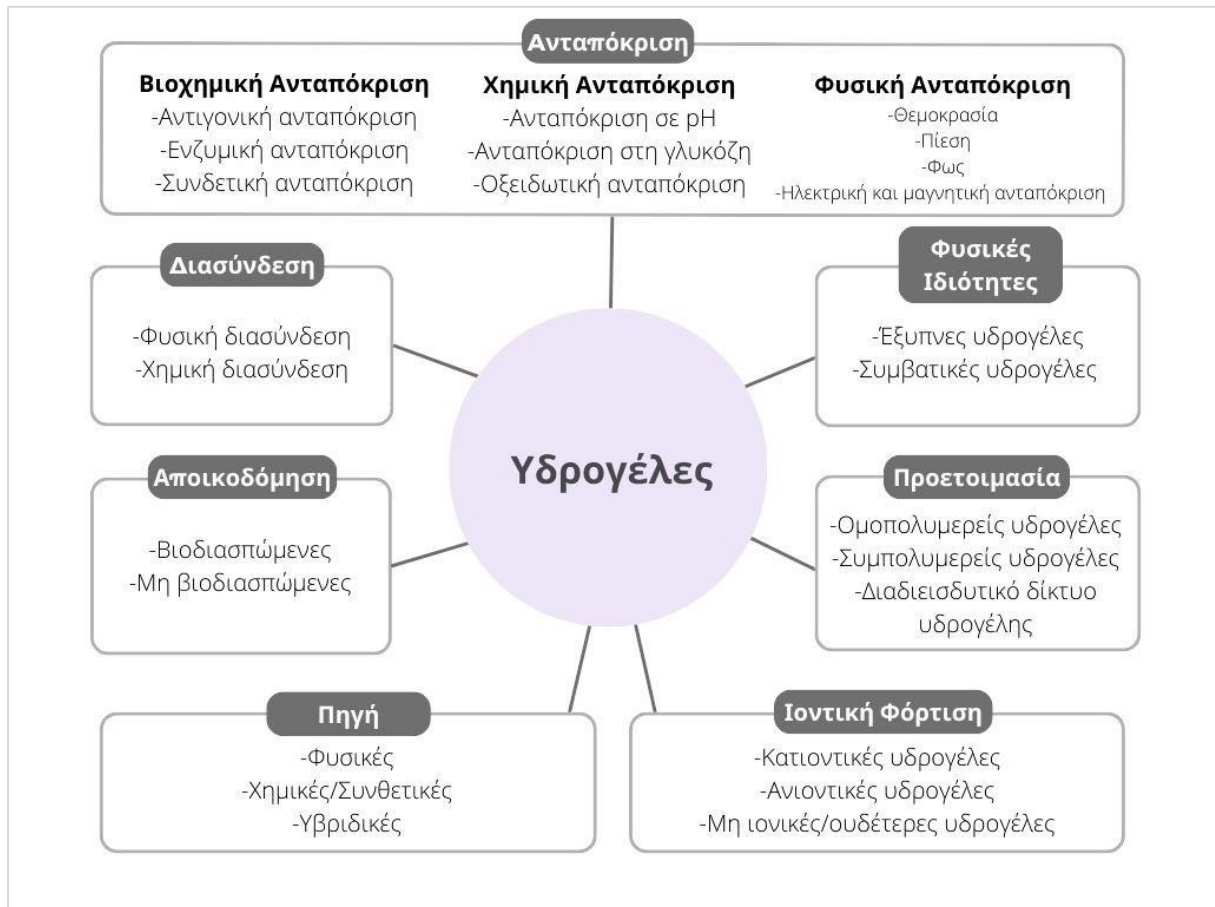 Ανταπόκριση
Βιοχημική Ανταπόκριση
-Αντιγονική ανταπόκριση
-Ενζυμική ανταπόκριση
-Συνδετική ανταπόκριση
Χημική Ανταπόκριση
-Ανταπόκριση σε pH
-Ανταπόκριση στη γλυκόζη
-Οξειδωτική ανταπόκριση
Φυσική Ανταπόκριση
-Θεμοκρασία
-Πίεση
-Φως
-Ηλεκτρική και μαγνητική ανταπόκριση
Διασύνδεση
-Φυσική διασύνδεση
-Χημική διασύνδεση
Φυσικές
Ιδιότητες
-Έξυπνες υδρογέλες
-Συμβατικές υδρογέλες
Υδρογέλες
Αποικοδόμηση
-Βιοδιασπώμενες
-Μη βιοδιασπώμενες
Προετοιμασία
-Ομοπολυμερείς υδρογέλες
-Συμπολυμερείς υδρογέλες
-Διαδιεισδυτικό δίκτυο
υδρογέλης
Πηγή
-Φυσικές
-Χημικές/Συνθετικές
-Υβριδικές
Ιοντική Φόρτιση
-Κατιοντικές υδρογέλες
-Ανιοντικές υδρογέλες
-Μη ιονικές/ουδέτερες υδρογέλες